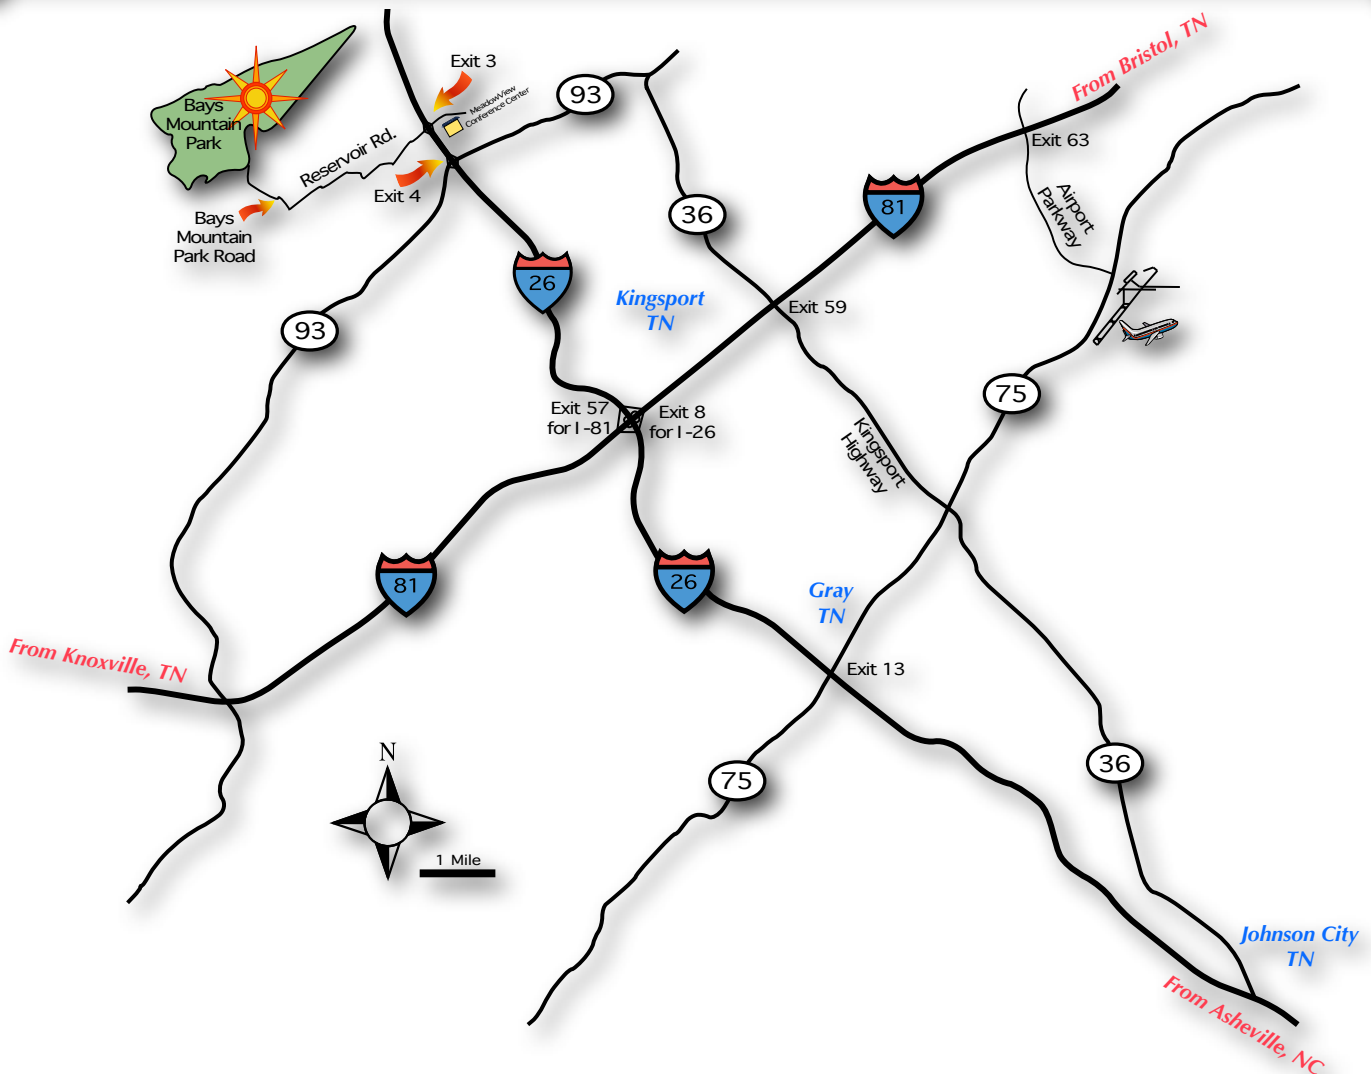 From Bristol, TN
Exit 3
93
MeadowView
Conference Center
Bays
Mountain
Park
Reservoir Rd.
Exit 4
Exit 63
Airport
Parkway
81
36
Bays
Mountain
Park Road
26
Kingsport
TN
Exit 59
93
75
Exit 57
for I-81
Exit 8
for I-26
Kingsport
Highway
81
26
Gray
TN
From Knoxville, TN
Exit 13
N
36
75
1 Mile
Johnson City
TN
From Asheville, NC